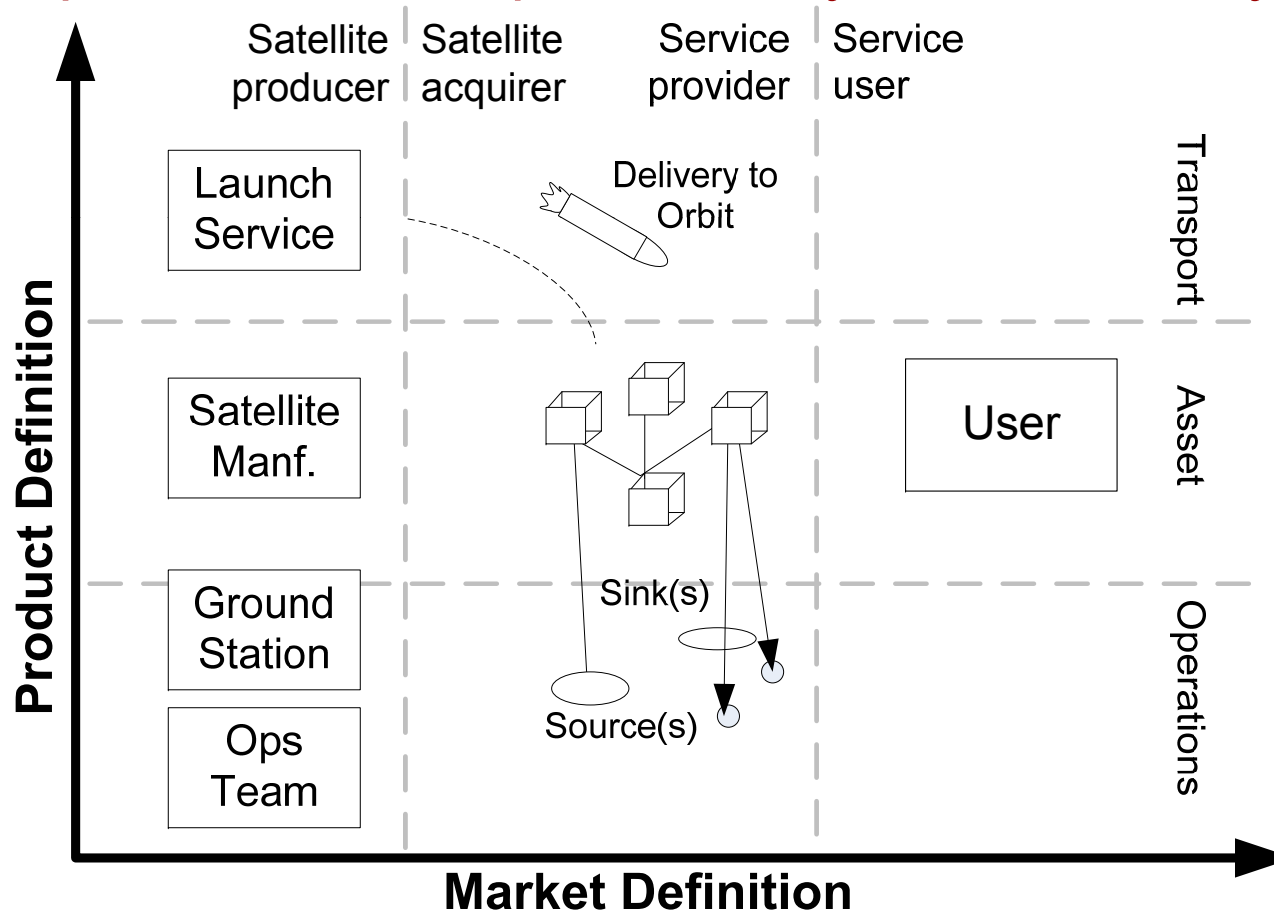 Satellite
producer
Satellite
acquirer
Service
provider
Service
user
Launch
Service
Delivery to
Orbit
Transport
Satellite
Manf.
User
Asset
Ground
Station
Sink(s)
Source(s)
Operations
Ops
Team
Product Definition
Market Definition